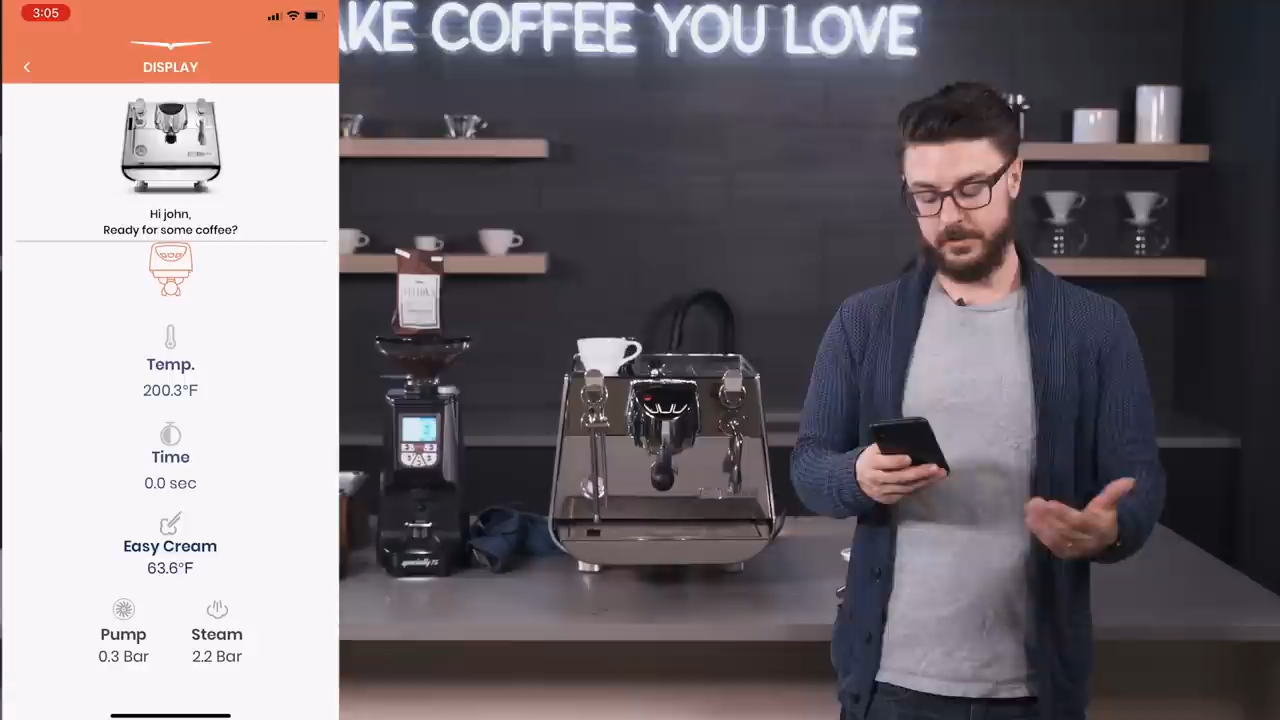 3:05
DISPLAY
Hi john,
Ready for some coffee?
Temp.
200.3°F
Time
0.0 sec
Easy Cream
63.6°F
Pump
Steam
0.3 Bar
2.2 Bar
AKE COFFEE YOU LOVE
specialty 75